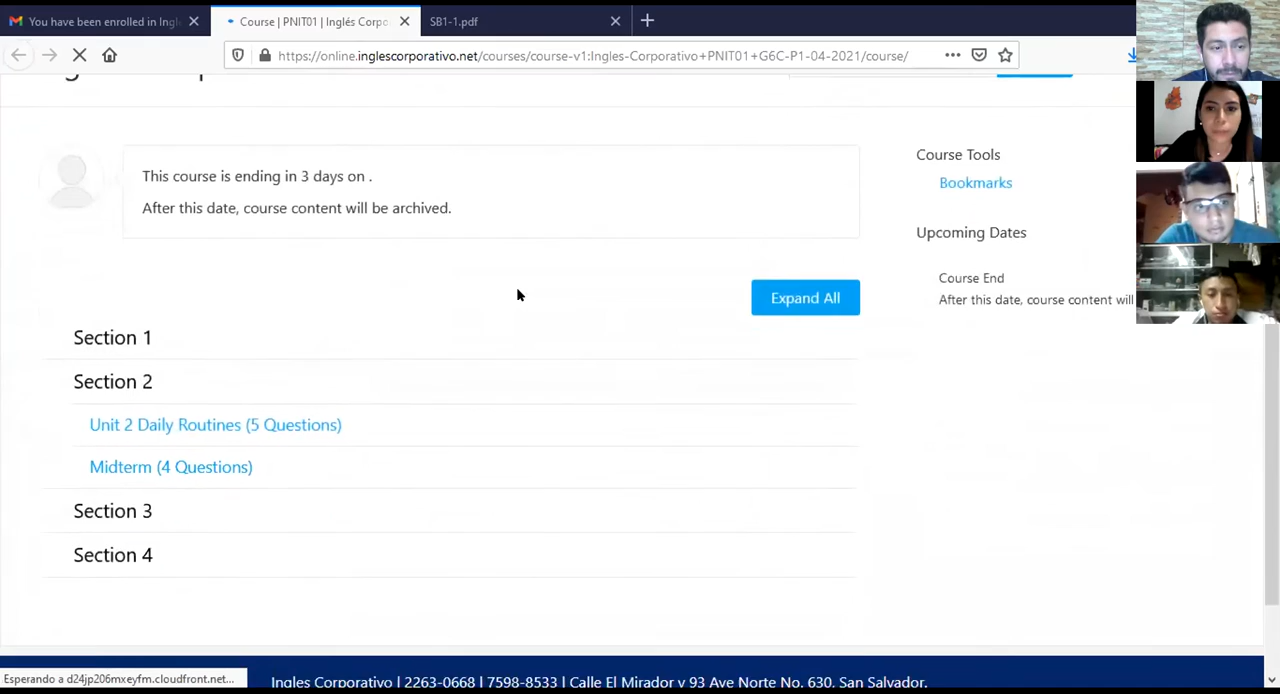 You have been enrolled in Ingl
Course | PNIT01 | Inglés Corpo
SB1-1.pdf
https://online.inglescorporativo.net/courses/course-v1:Ingles-Corporativo+PNIT01+G6C-P1-04-2021/course/
This course is ending in 3 days on .
After this date, course content will be archived.
Course Tools
Bookmarks
Upcoming Dates
Course End
After this date, course content will
Expand All
Section 1
Section 2
Unit 2 Daily Routines (5 Questions)
Midterm (4 Questions)
Section 3
Section 4
Esperando a d24jp206mxeyfm.cloudfront.net...
Ingles Corporativo | 2263-0668 | 7598-8533 | Calle El Mirador y 93 Ave Norte No. 630, San Salvador.